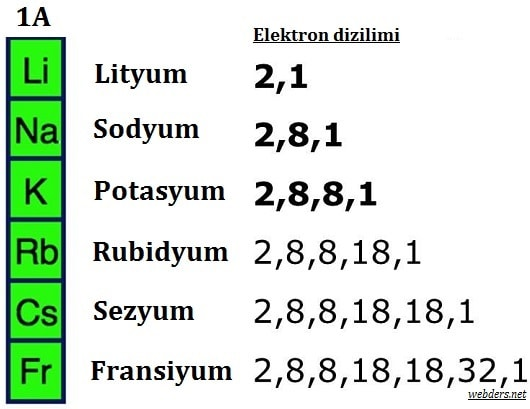 1A
Elektron dizilimi
Li Lityum 2,1
Na Sodyum 2,8,1
K Potasyum 2,8,8,1
Rb Rubidyum 2,8,8,18,1
Cs Sezyum 2,8,8,18,18,1
Fr Fransiyum 2,8,8,18,18,32,1
webders.net